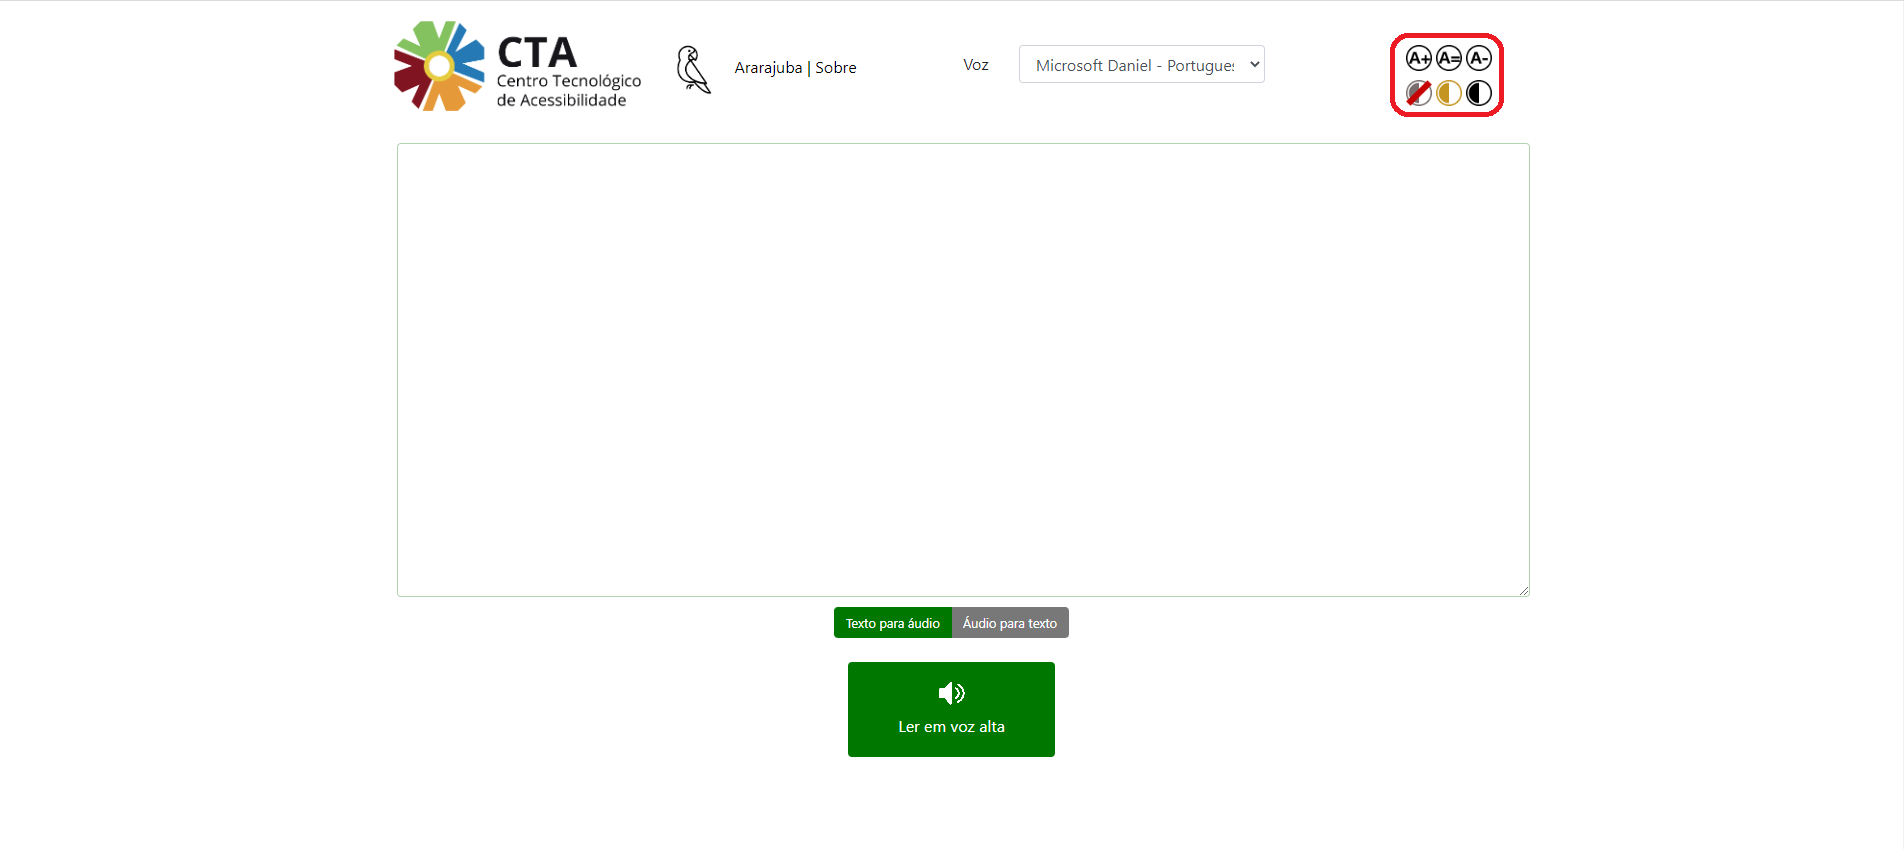 CTA
Centro Tecnológico
de Acessibilidade
Ararajuba | Sobre
Voz
Microsoft Daniel - Portugues
A+ A= A-
Texto para áudio
Áudio para texto
Ler em voz alta